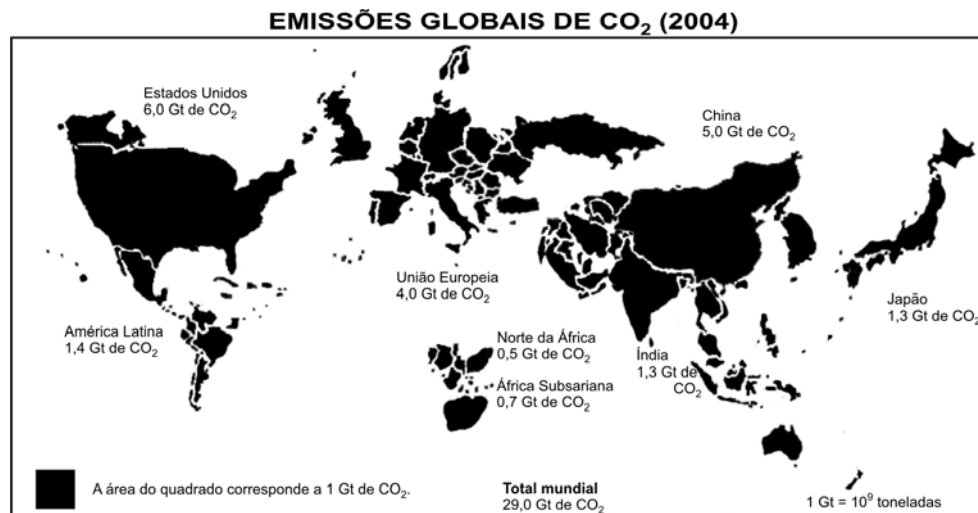 EMISSÕES GLOBAIS DE CO₂ (2004)
Estados Unidos
6,0 Gt de CO₂
China
5,0 Gt de CO₂
União Europeia
4,0 Gt de CO₂
Japão
1,3 Gt de CO₂
América Latina
1,4 Gt de CO₂
Norte da África
0,5 Gt de CO₂
Índia
1,3 Gt de
CO₂
África Subsariana
0,7 Gt de CO₂
A área do quadrado corresponde a 1 Gt de CO₂.
Total mundial
29,0 Gt de CO₂
1 Gt = 10⁹ toneladas